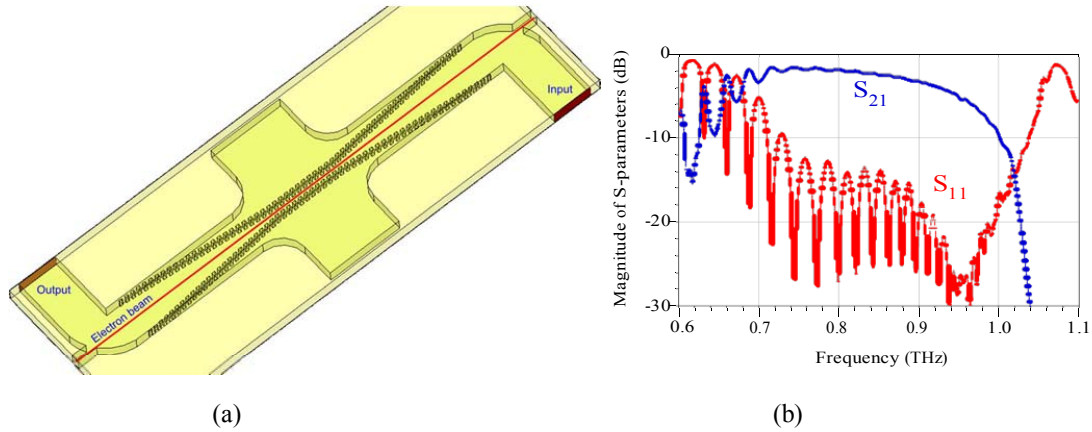 Input
Output
Electron beam
(a)
Magnitude of S-parameters (dB)
0
-10
-20
-30
S21
S11
0.6 0.7 0.8 0.9 1.0 1.1
Frequency (THz)
(b)